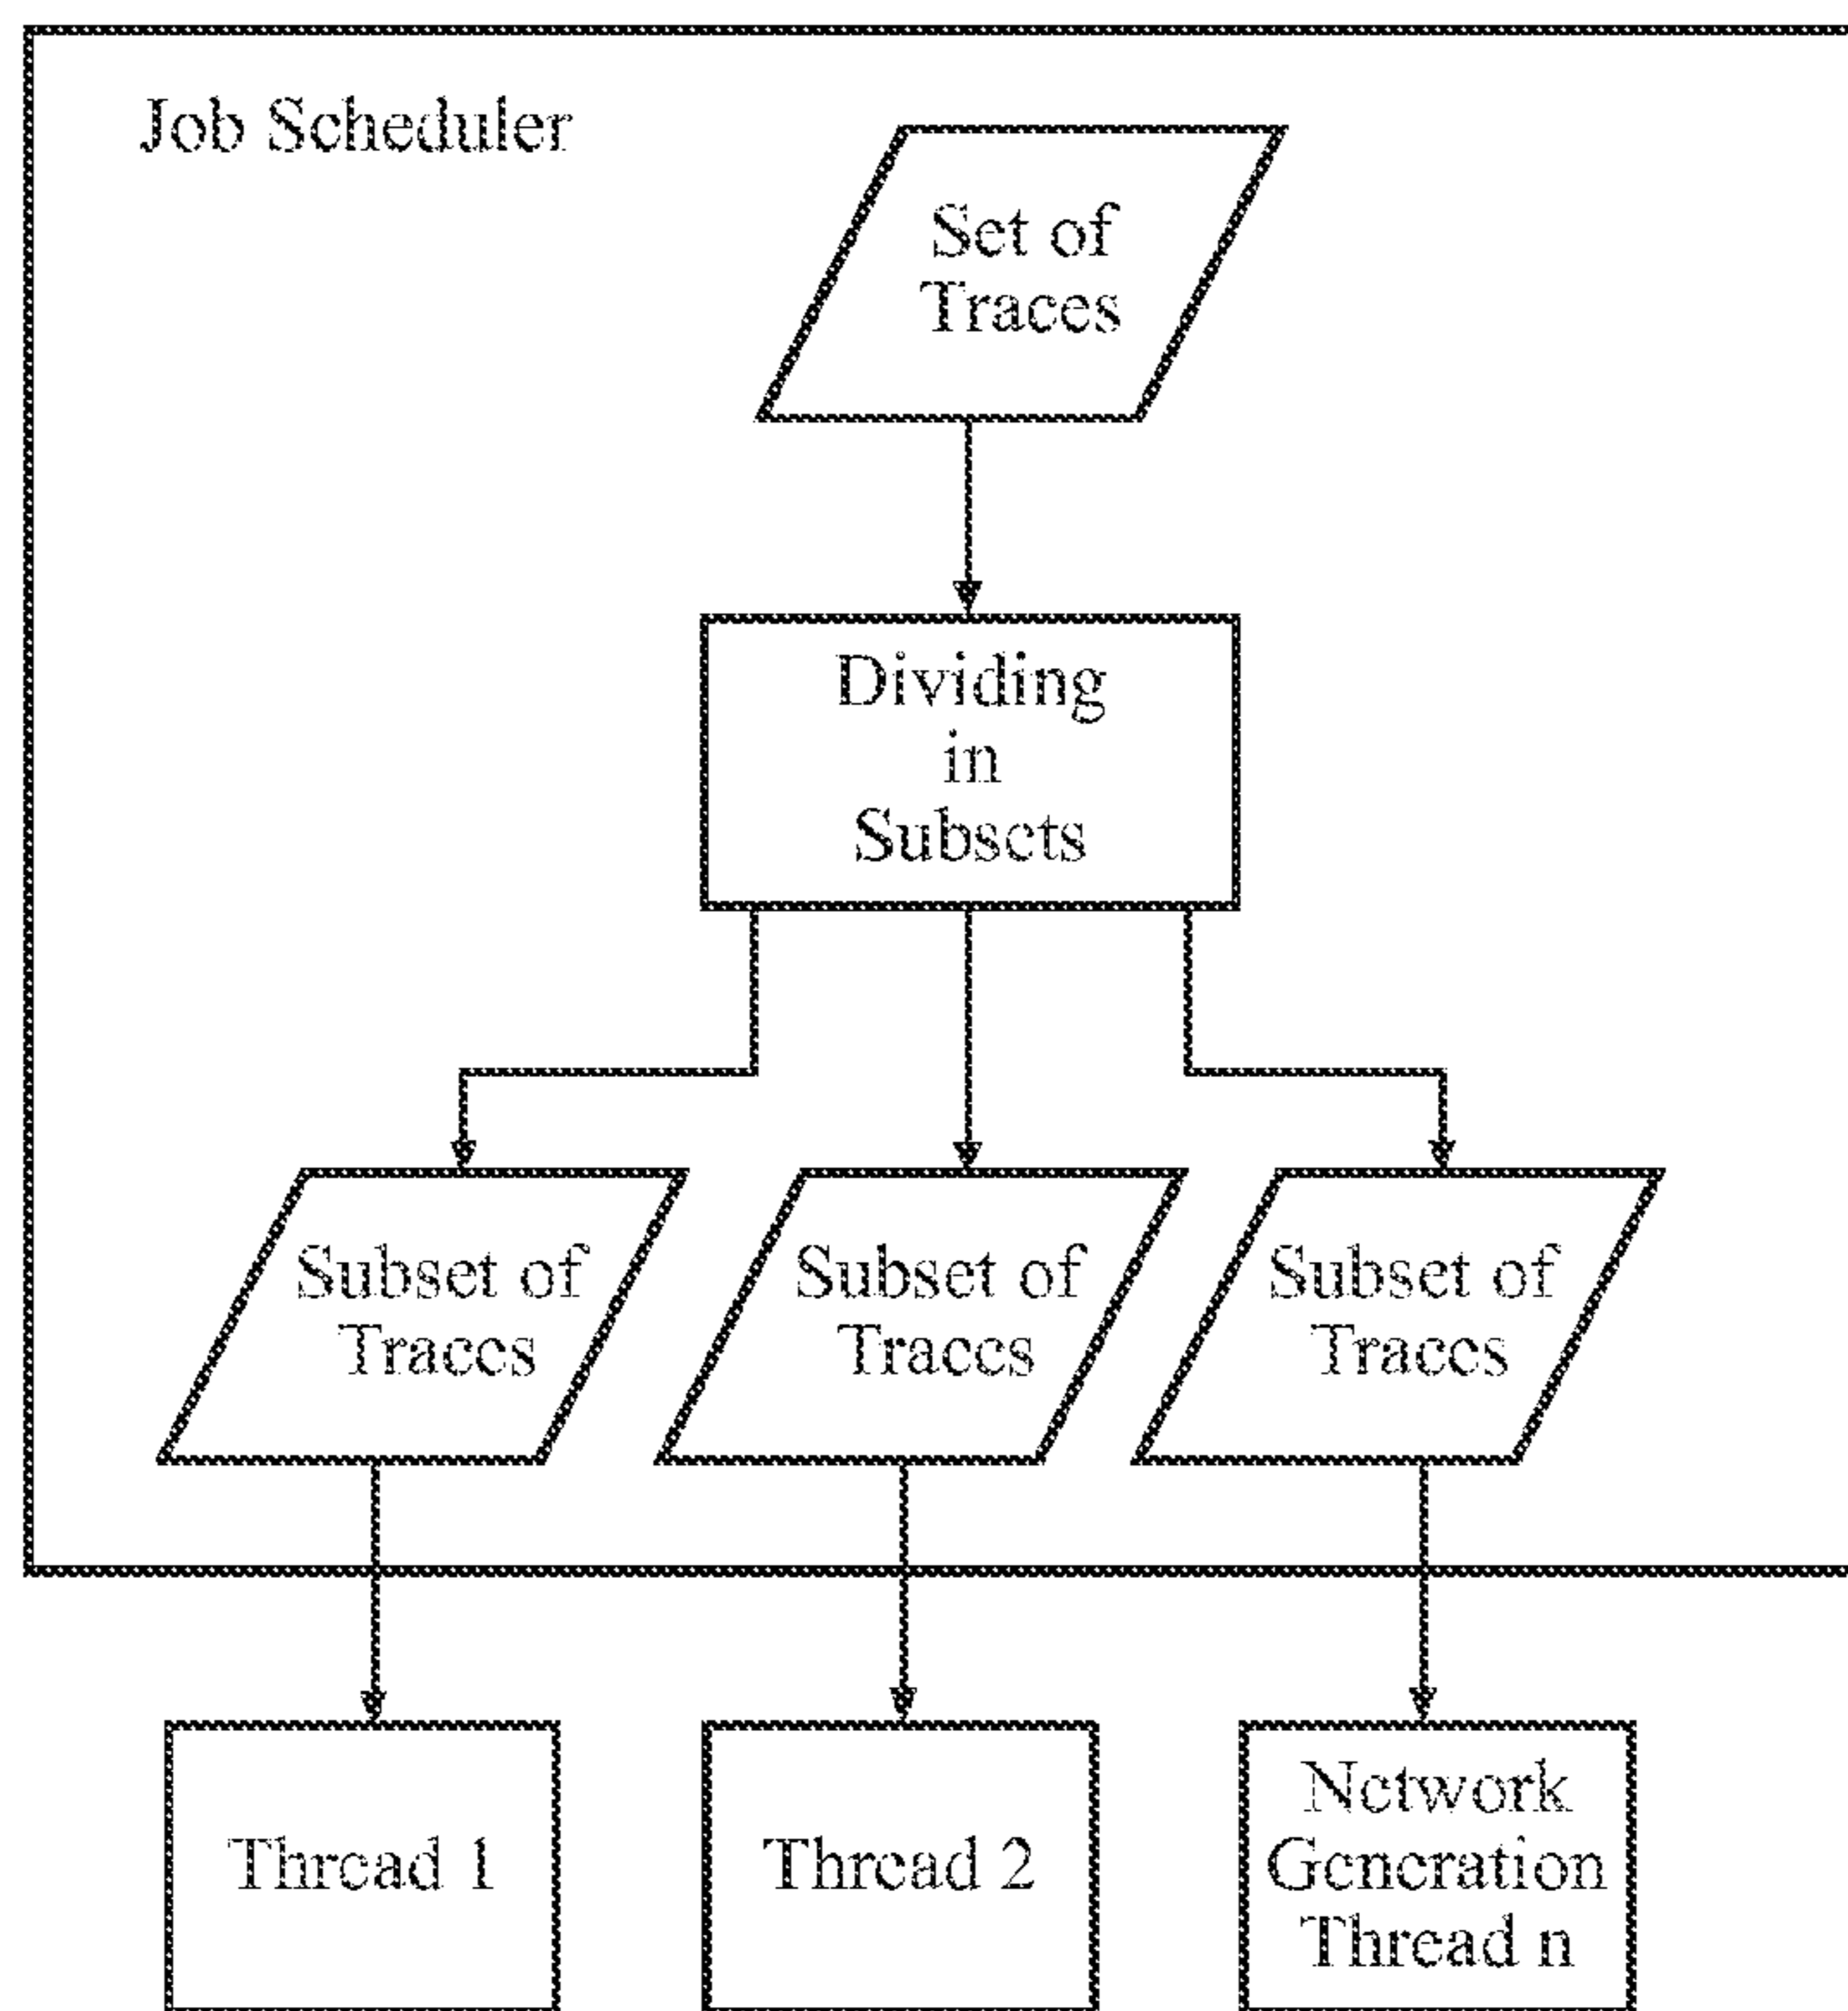 Job Scheduler
Set of
Traces
Dividing
in
Subsets
Subset of
Traces
Subset of
Traces
Subset of
Traces
Thread 1
Thread 2
Network
Generation
Thread n